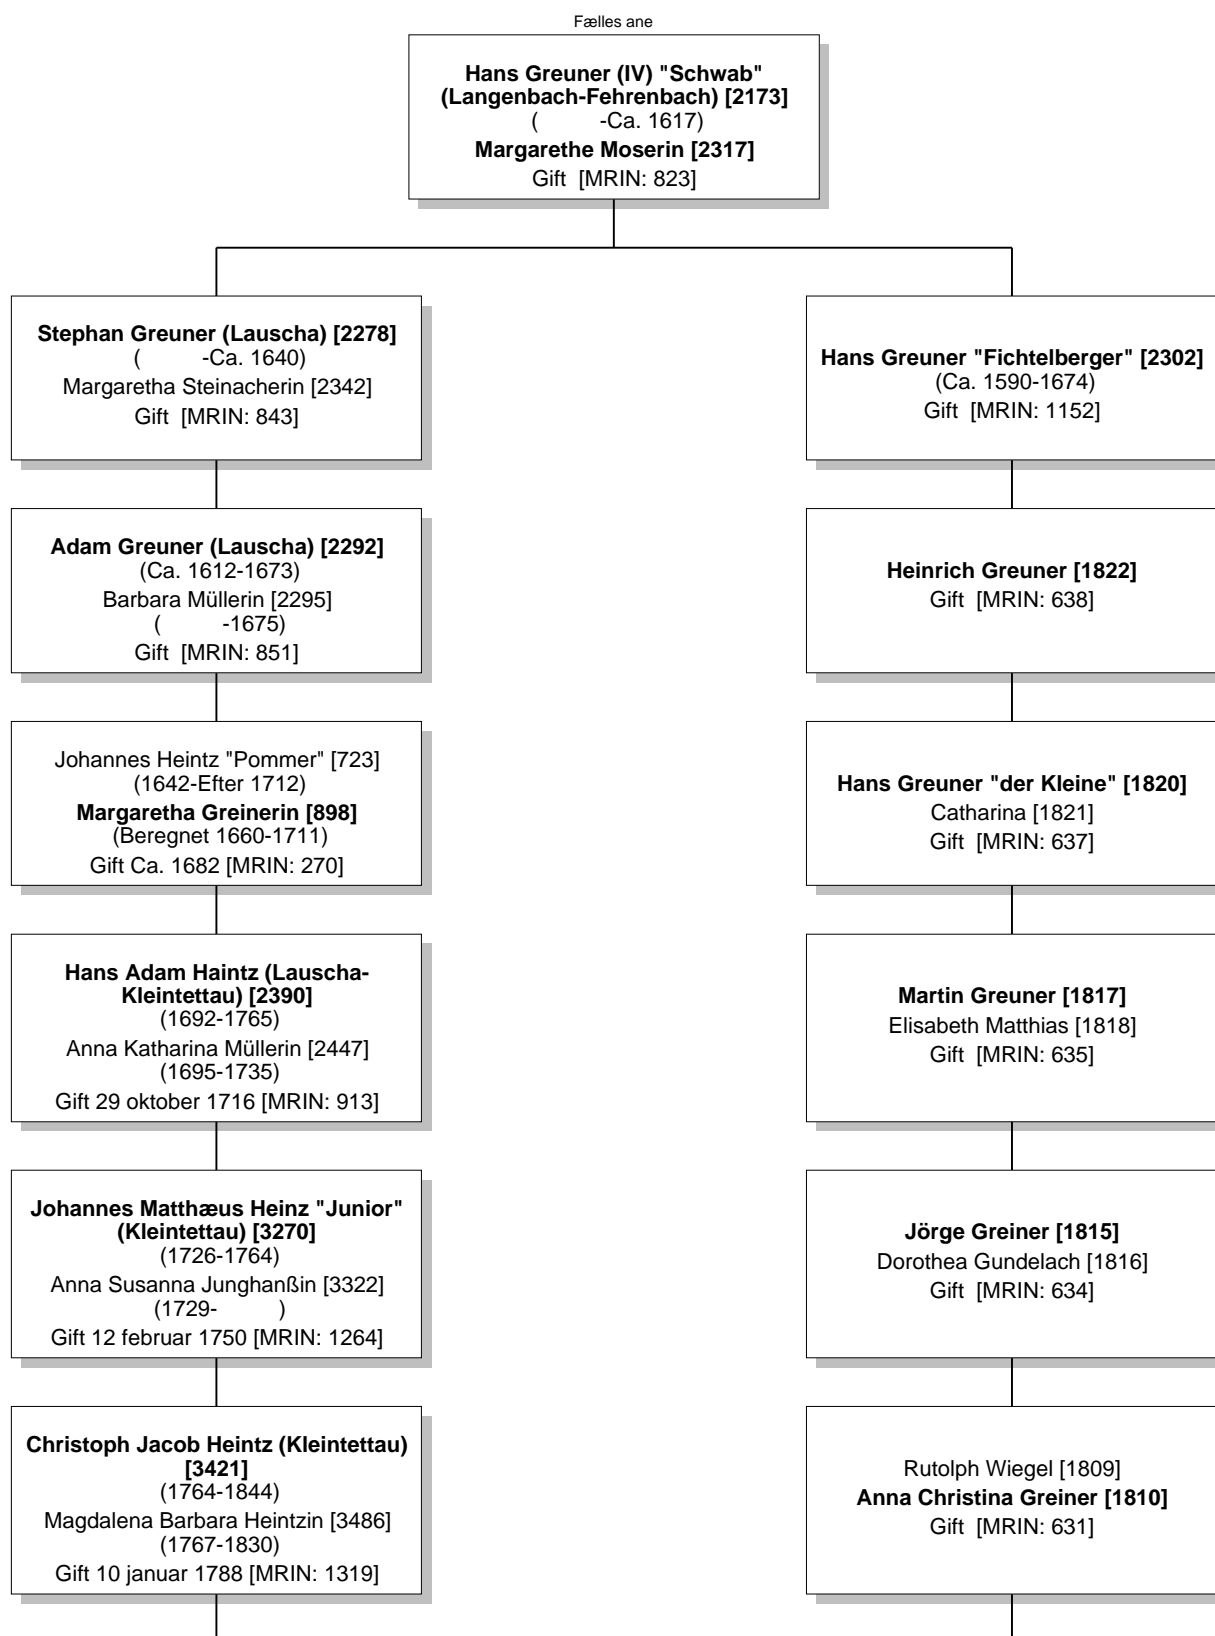 Fælles ane
Hans Greuner (IV) "Schwab"
(Langenbach-Fehrenbach) [2173]
( -Ca. 1617)
Margarethe Moserin [2317]
Gift [MRIN: 823]
Stephan Greuner (Lauscha) [2278]
( -Ca. 1640)
Margaretha Steinacherin [2342]
Gift [MRIN: 843]
Hans Greuner "Fichtelberger" [2302]
(Ca. 1590-1674)
Gift [MRIN: 1152]
Adam Greuner (Lauscha) [2292]
(Ca. 1612-1673)
Barbara Müllerin [2295]
( -1675)
Gift [MRIN: 851]
Heinrich Greuner [1822]
Gift [MRIN: 638]
Johannes Heintz "Pommer" [723]
(1642-Efter 1712)
Margaretha Greinerin [898]
(Beregnet 1660-1711)
Gift Ca. 1682 [MRIN: 270]
Hans Greuner "der Kleine" [1820]
Catharina [1821]
Gift [MRIN: 637]
Hans Adam Haintz (Lauscha-
Kleintettau) [2390]
(1692-1765)
Anna Katharina Müllerin [2447]
(1695-1735)
Gift 29 oktober 1716 [MRIN: 913]
Martin Greuner [1817]
Elisabeth Matthias [1818]
Gift [MRIN: 635]
Johannes Matthæus Heinz "Junior"
(Kleintettau) [3270]
(1726-1764)
Anna Susanna Junghanßin [3322]
(1729- )
Gift 12 februar 1750 [MRIN: 1264]
Jörge Greiner [1815]
Dorothea Gundelach [1816]
Gift [MRIN: 634]
Christoph Jacob Heintz (Kleintettau)
[3421]
(1764-1844)
Magdalena Barbara Heintzin [3486]
(1767-1830)
Gift 10 januar 1788 [MRIN: 1319]
Rutolph Wiegel [1809]
Anna Christina Greiner [1810]
Gift [MRIN: 631]